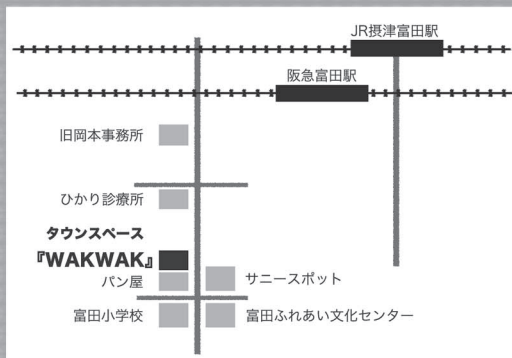 JR摂津富田駅
阪急富田駅
旧岡本事務所
ひかり診療所
タウンスペース
『WAKWAK』
パン屋
サニースポット
富田小学校
富田ふれあい文化センター